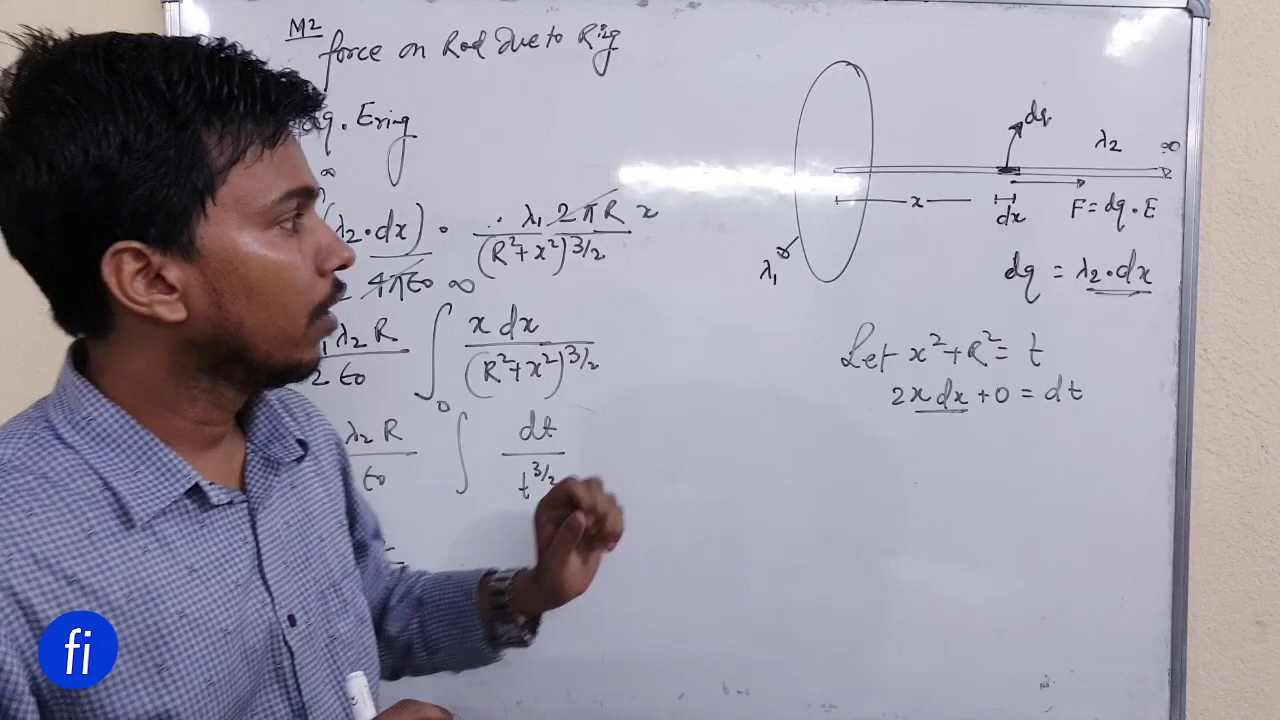 M2
force on Rod Due to Ring
dq . Ering
∞
(λ2 • dx) • λ1 2πR x
4πε0 (R²+x²)^3/2
∞
λ2 R ∫ x dx
2 ε0 (R²+x²)^3/2
0
λ2 R ∫ dt
ε0 t^3/2
dq
λ2 ∞
x
dx
F = dq • E
λ1
dq = λ2 • dx
Let x² + R² = t
2x dx + 0 = dt
fi